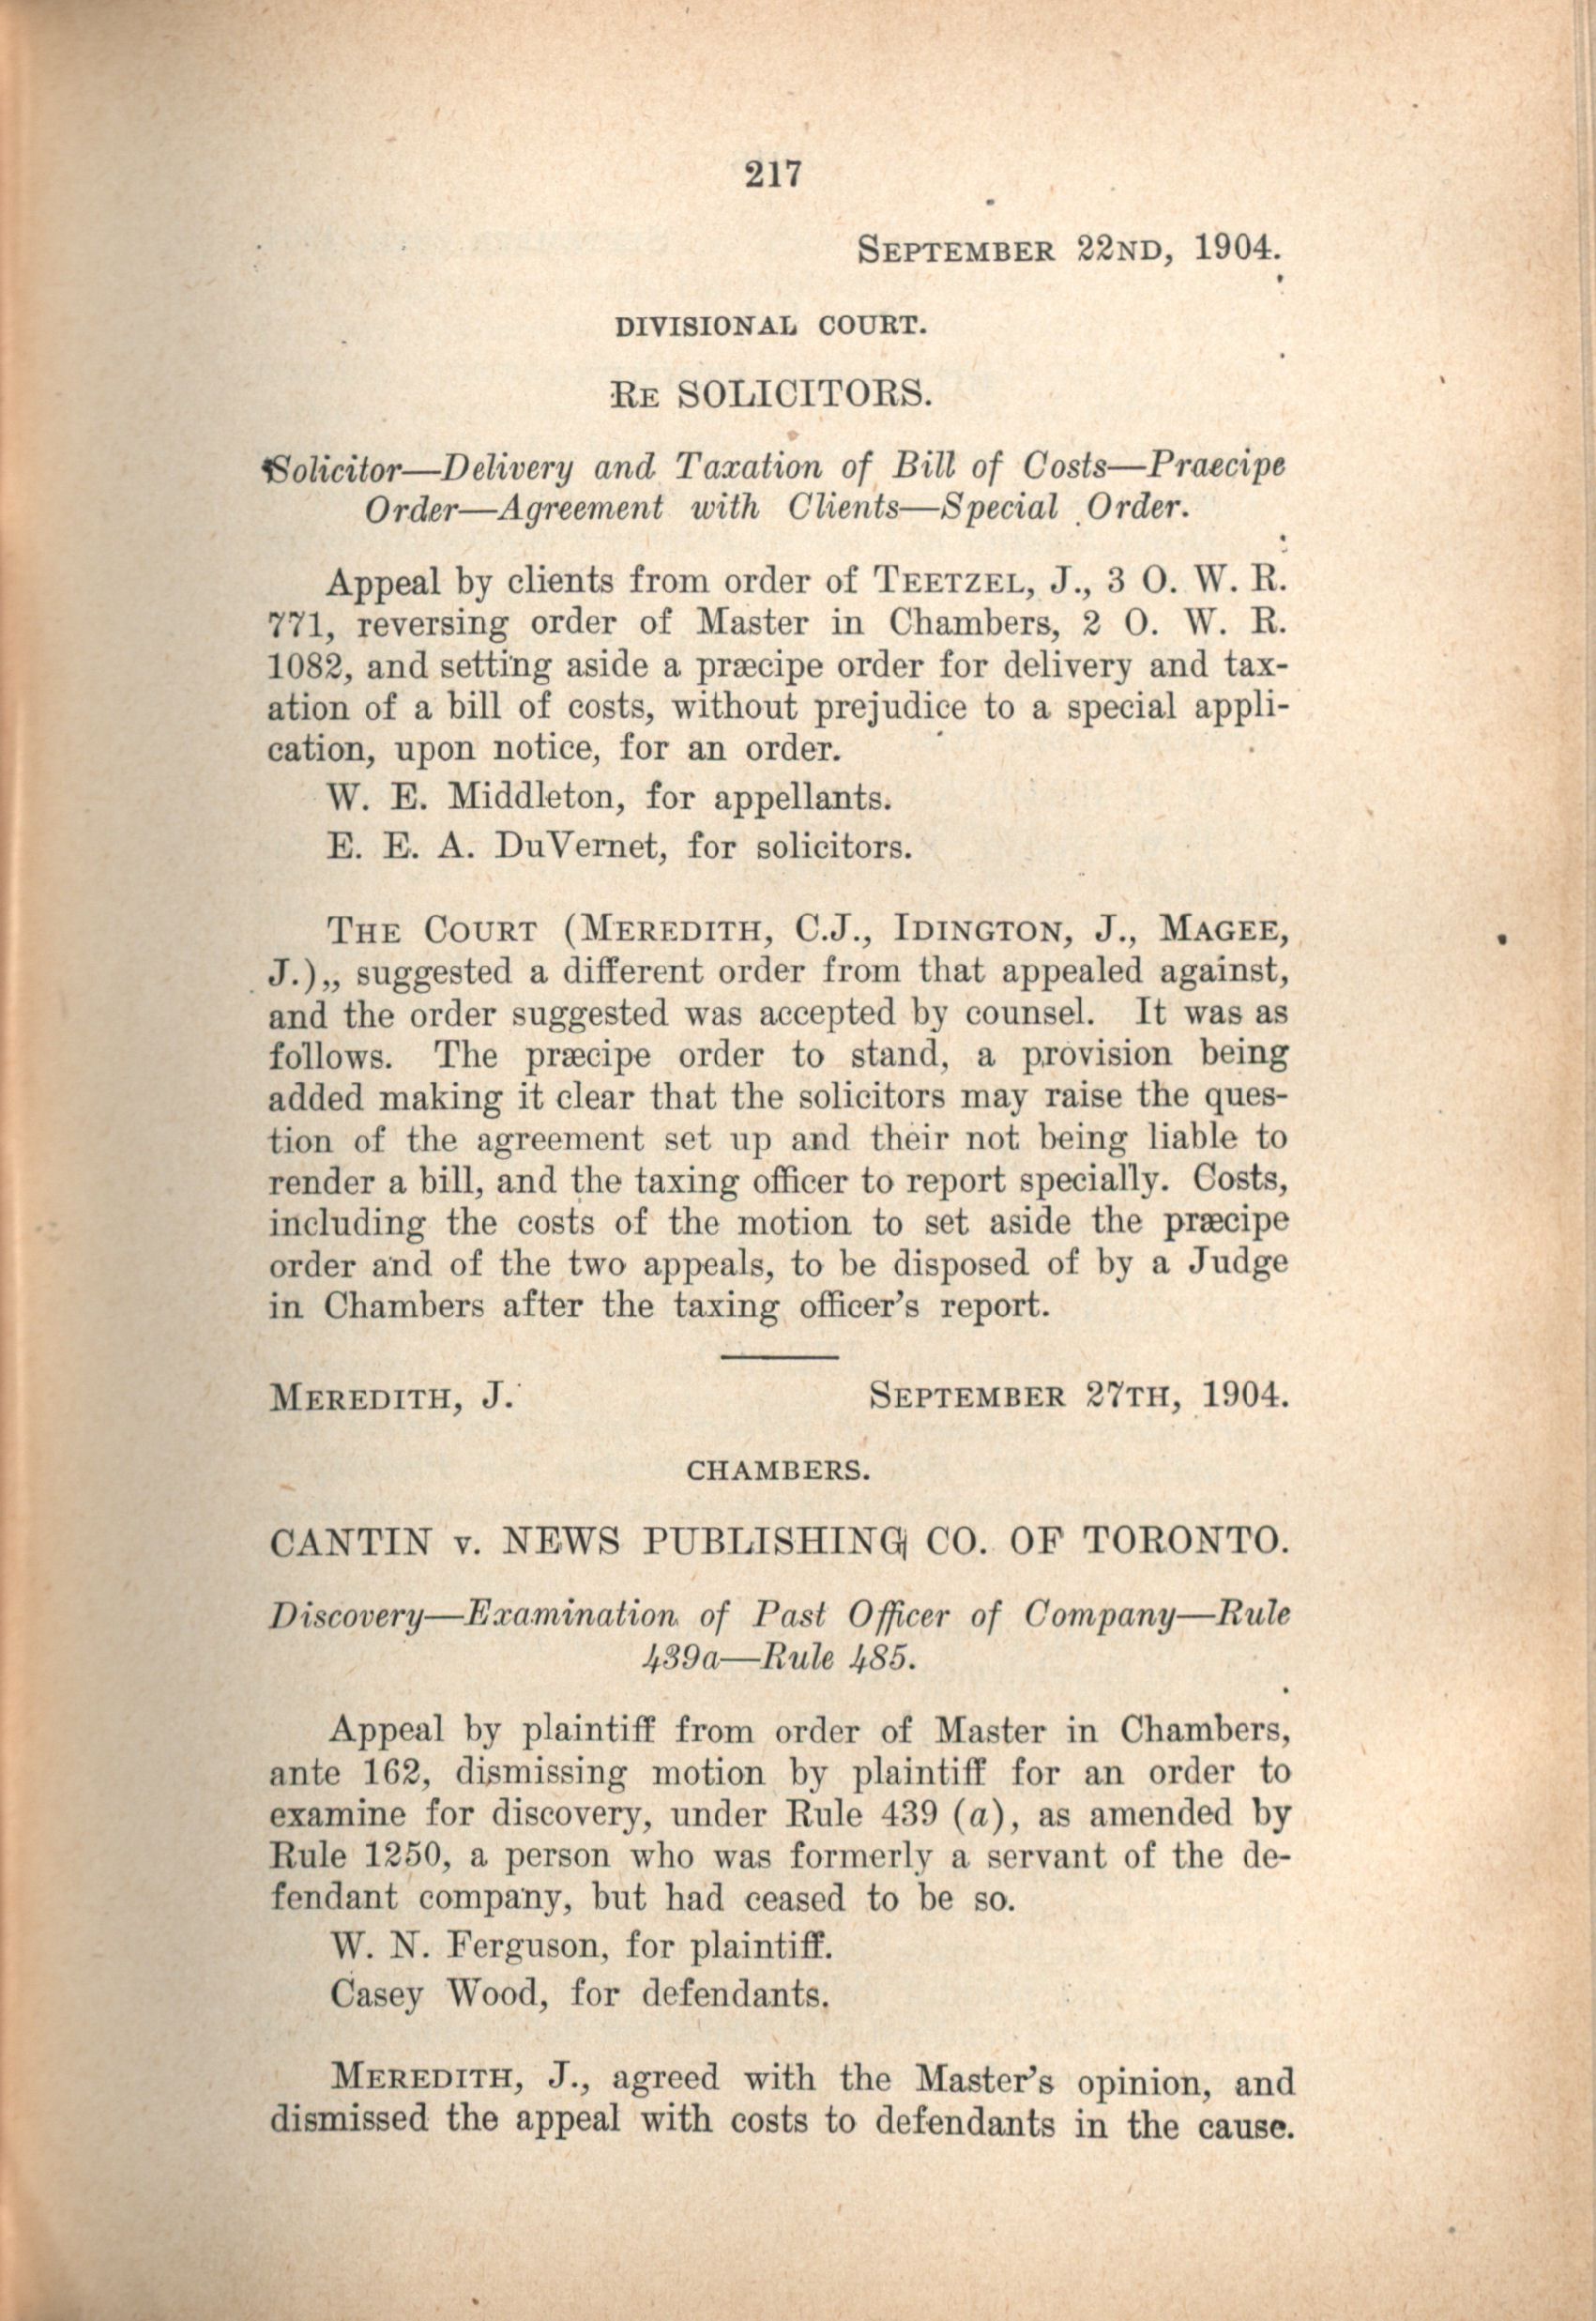 217
SEPTEMBER 22ND, 1904.
DIVISIONAL COURT.
RE SOLICITORS.
Solicitor—Delivery and Taxation of Bill of Costs—Praecipe
Order—Agreement with Clients—Special Order.
Appeal by clients from order of TEETZEL, J., 3 O. W. R.
771, reversing order of Master in Chambers, 2 O. W. R.
1082, and setting aside a præcipe order for delivery and tax-
ation of a bill of costs, without prejudice to a special appli-
cation, upon notice, for an order.
W. E. Middleton, for appellants.
E. E. A. DuVernet, for solicitors.
THE COURT (MEREDITH, C.J., IDINGTON, J., MAGEE,
J.),, suggested a different order from that appealed against,
and the order suggested was accepted by counsel. It was as
follows. The præcipe order to stand, a provision being
added making it clear that the solicitors may raise the ques-
tion of the agreement set up and their not being liable to
render a bill, and the taxing officer to report specially. Costs,
including the costs of the motion to set aside the præcipe
order and of the two appeals, to be disposed of by a Judge
in Chambers after the taxing officer's report.
MEREDITH, J. SEPTEMBER 27TH, 1904.
CHAMBERS.
CANTIN v. NEWS PUBLISHING CO. OF TORONTO.
Discovery—Examination of Past Officer of Company—Rule
439a—Rule 485.
Appeal by plaintiff from order of Master in Chambers,
ante 162, dismissing motion by plaintiff for an order to
examine for discovery, under Rule 439 (a), as amended by
Rule 1250, a person who was formerly a servant of the de-
fendant company, but had ceased to be so.
W. N. Ferguson, for plaintiff.
Casey Wood, for defendants.
MEREDITH, J., agreed with the Master's opinion, and
dismissed the appeal with costs to defendants in the cause.